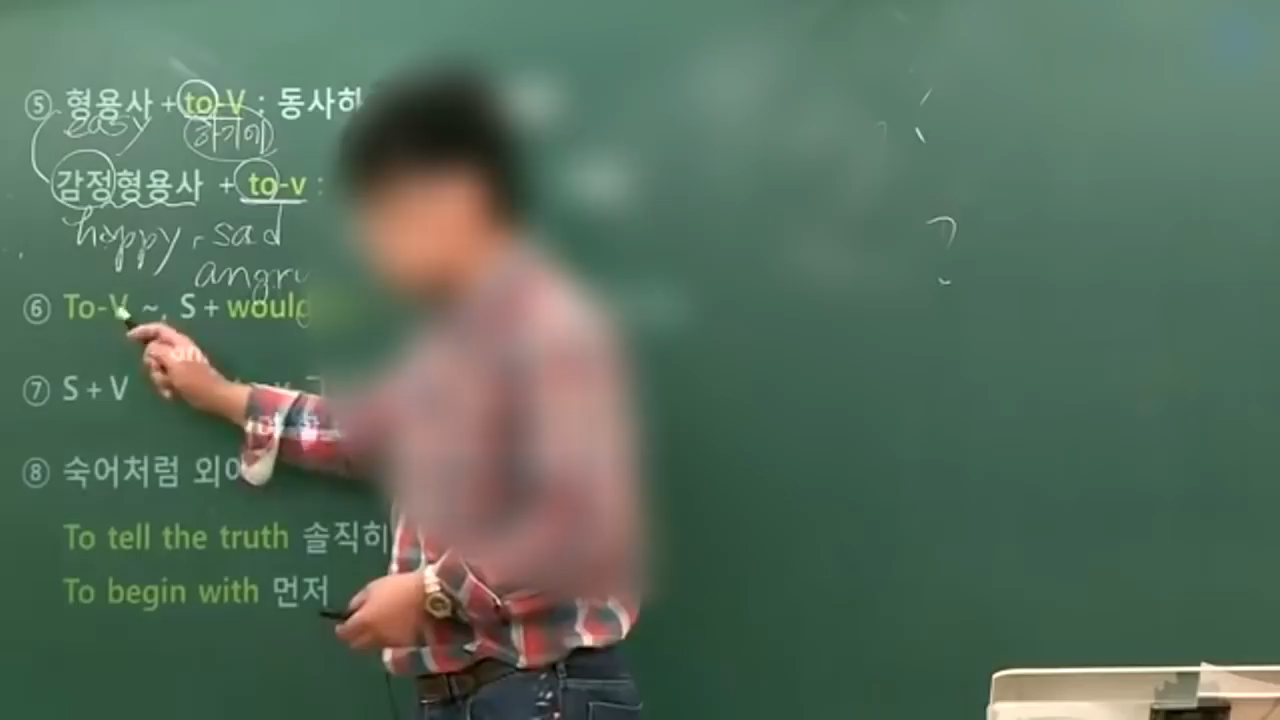 ⑤ 형용사 + to-V : 동사하
easy 하기에
감정형용사 + to-v :
happy, sad
angry
⑥ To-V ~, S + would
⑦ S + V
⑧ 숙어처럼 외어
To tell the truth 솔직히
To begin with 먼저